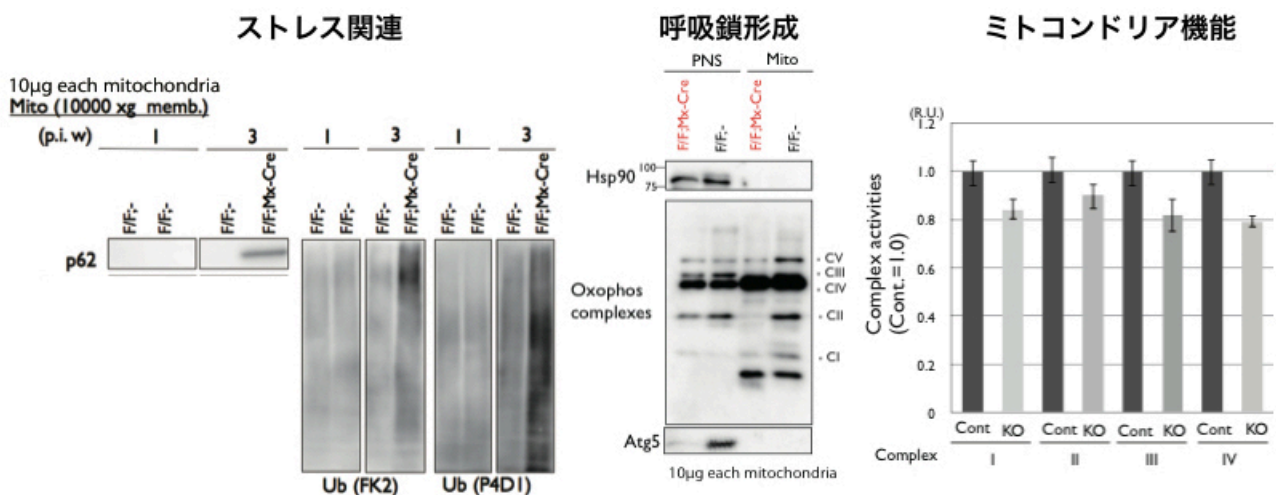 ストレス関連
10μg each mitochondria
Mito (10000 xg memb.)
(p.i. w) 1 3 1 3 1 3
F/F;- F/F;- F/F;- F/F;Mx-Cre F/F;- F/F;- F/F;- F/F;Mx-Cre F/F;- F/F;- F/F;- F/F;Mx-Cre
p62
Ub (FK2) Ub (P4D1)
呼吸鎖形成
PNS Mito
F/F;Mx-Cre F/F;- F/F;Mx-Cre F/F;-
Hsp90 100
75
CV
CIII
CIV
Oxophos
complexes
CII
CI
Atg5
10μg each mitochondria
ミトコンドリア機能
(R.U.)
1.2
1.0
0.8
0.6
0.4
0.2
0
Complex activities
(Cont.=1.0)
Cont KO Cont KO Cont KO Cont KO
Complex I II III IV